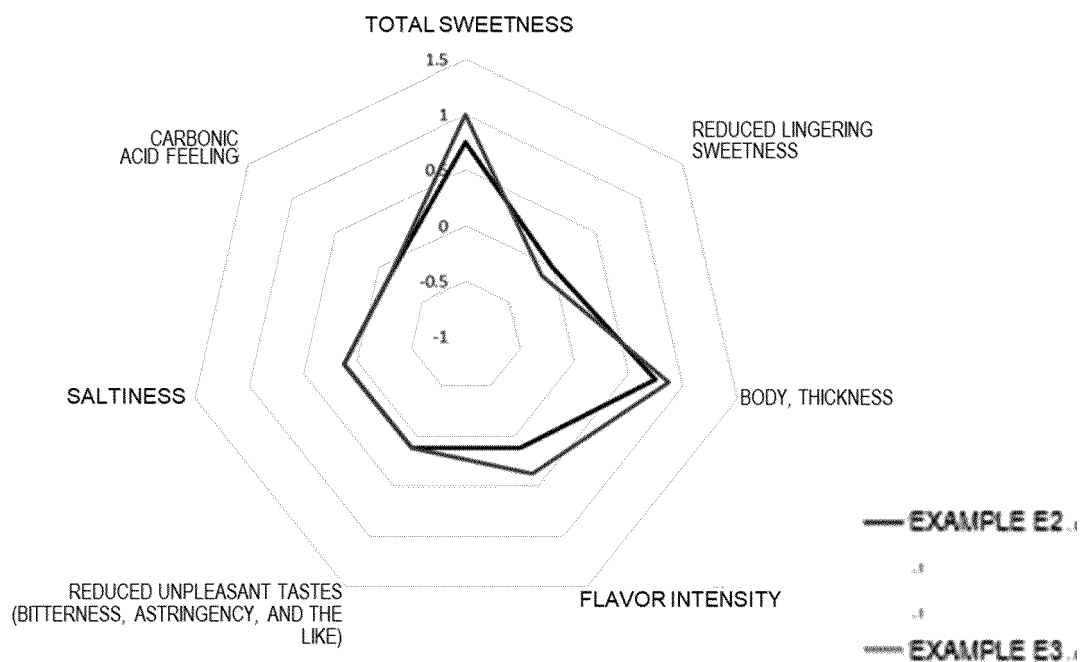 TOTAL SWEETNESS
1.5
1
0.5
0
-0.5
-1
CARBONIC
ACID FEELING
REDUCED LINGERING
SWEETNESS
SALTINESS
BODY, THICKNESS
REDUCED UNPLEASANT TASTES
(BITTERNESS, ASTRINGENCY, AND THE
LIKE)
FLAVOR INTENSITY
EXAMPLE E2
EXAMPLE E3